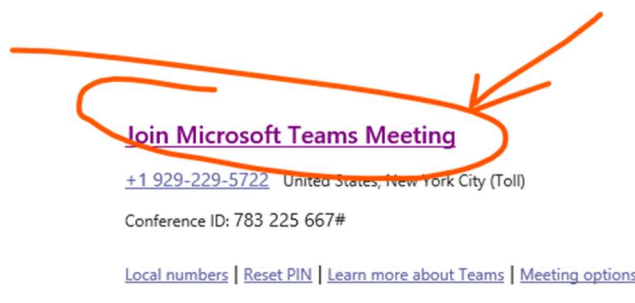 Join Microsoft Teams Meeting
+1 929-229-5722 United States, New York City (Toll)
Conference ID: 783 225 667#
Local numbers | Reset PIN | Learn more about Teams | Meeting options